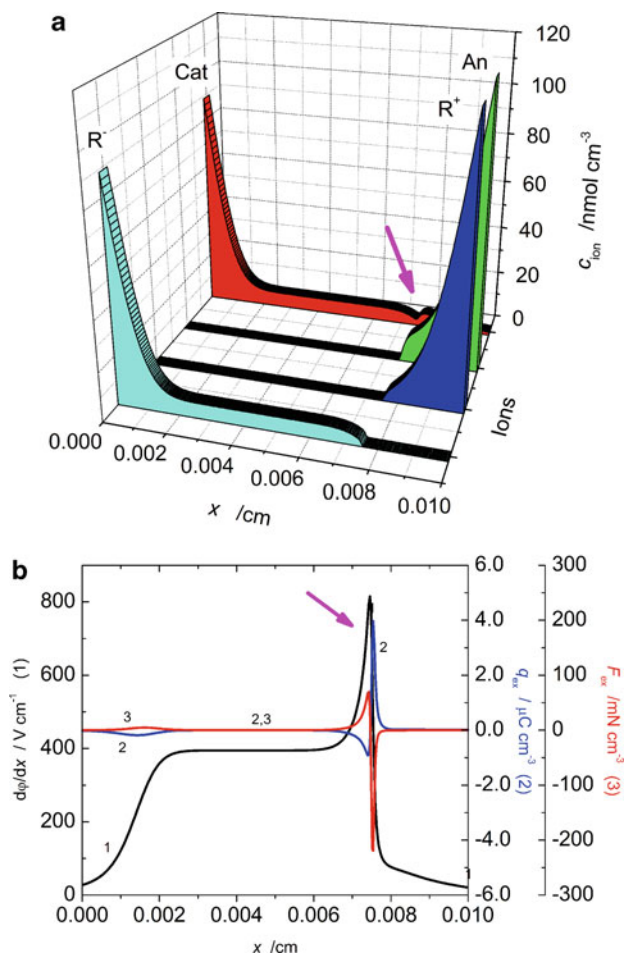 a
120
An
Cat
R⁺
100
R⁻
80
60
40
20
0
c_ion /nmol cm⁻³
Ions
0.000
0.002
0.004
0.006
0.008
0.010
x /cm
b
6.0
300
800
4.0
200
2
600
2.0
100
3
2,3
0.0
0
400
2
-2.0
-100
200
1
-4.0
-200
1
0
-6.0
-300
0.000 0.002 0.004 0.006 0.008 0.010
x /cm
dφ/dx / V cm⁻¹ (1)
q_ex / μC cm⁻³ (2)
F_ex /mN cm⁻³ (3)